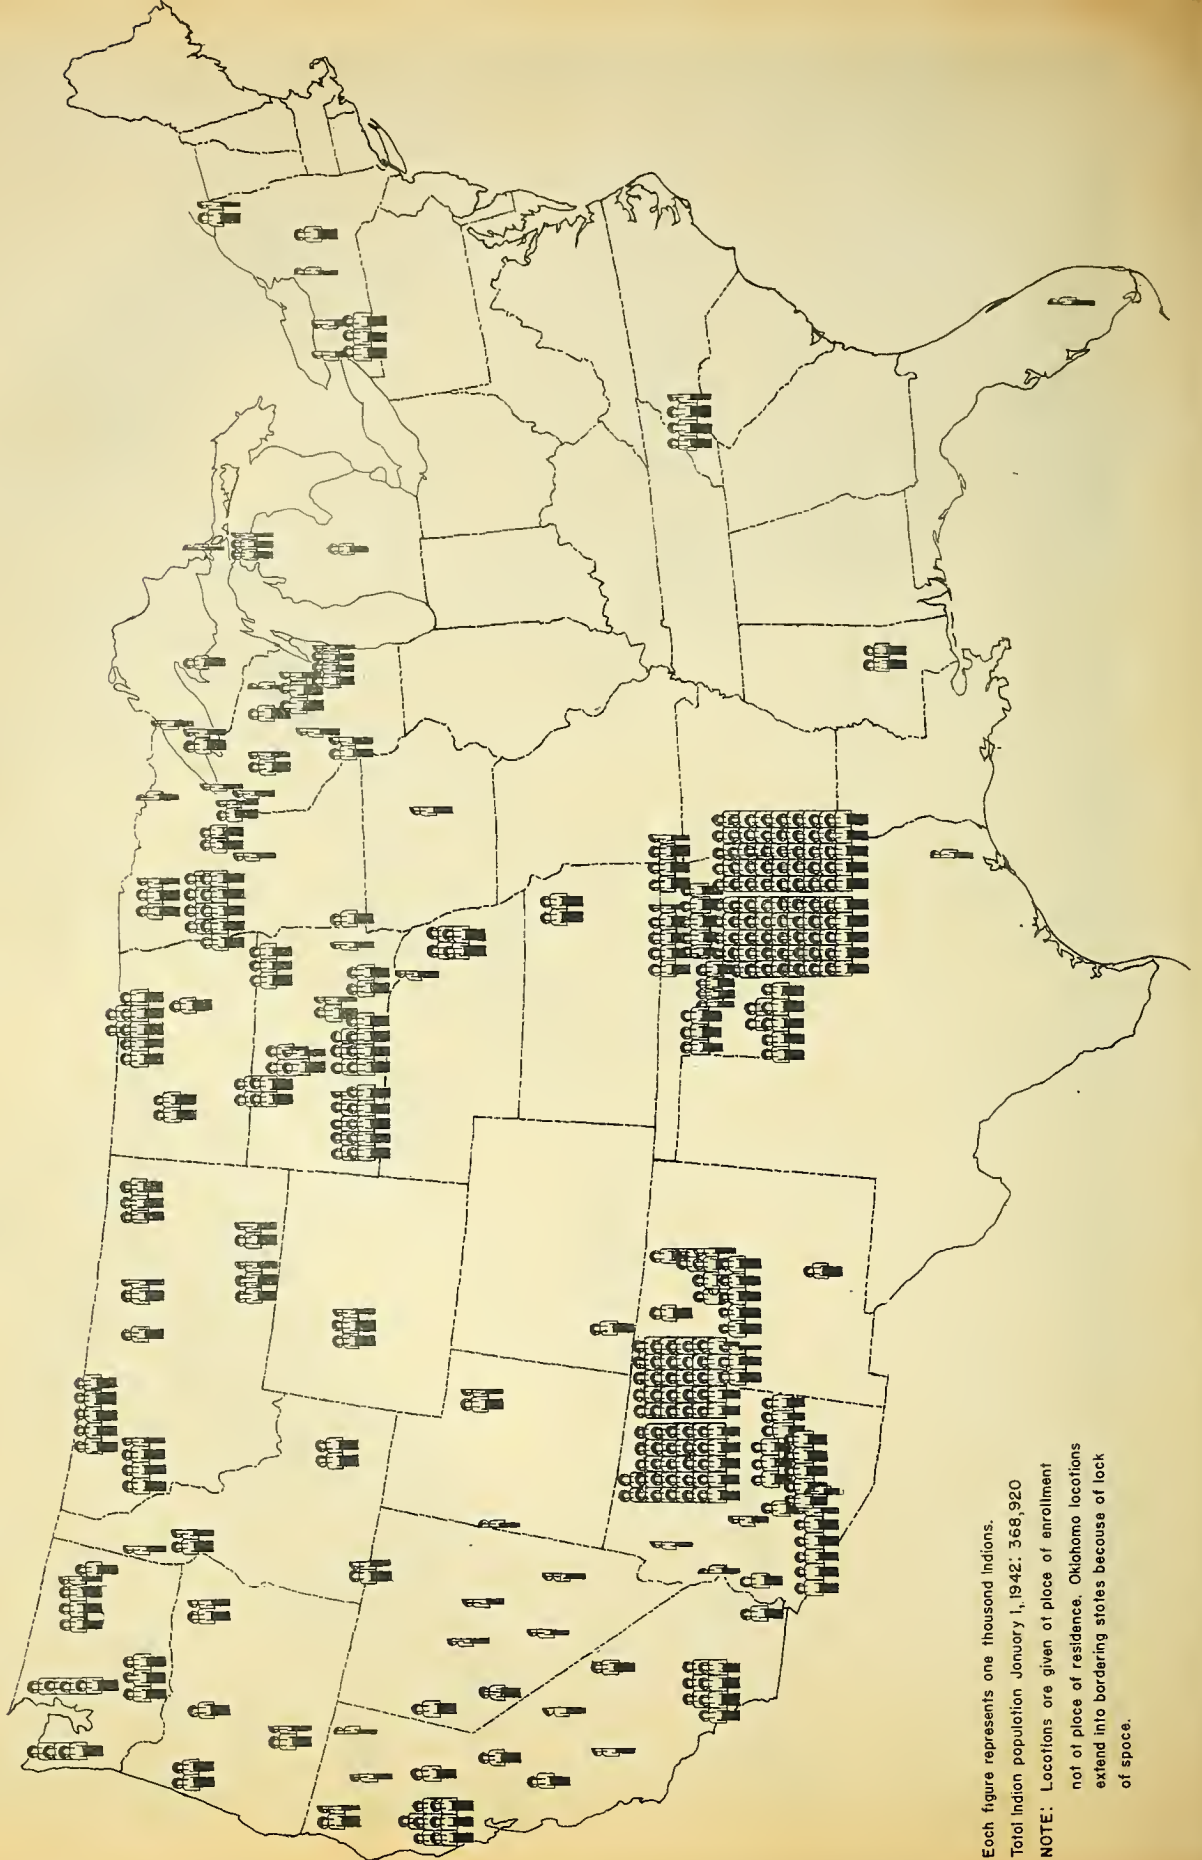 Each figure represents one thousand Indians.
Total Indian population January 1, 1942: 368,920
NOTE: Locations are given at place of enrollment
not at place of residence. Oklahoma locations
extend into bordering states because of lack
of space.